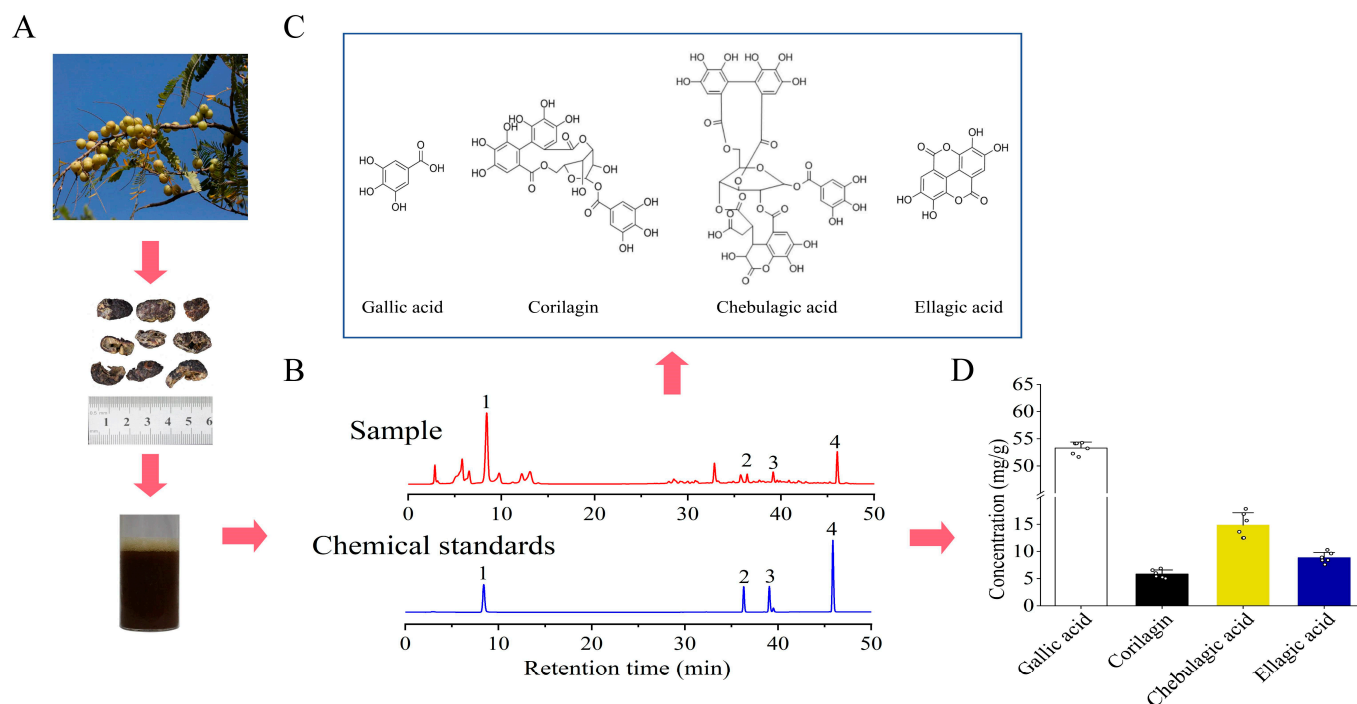 A
C
Gallic acid
Corilagin
Chebulagic acid
Ellagic acid
1 2 3 4 5 6
B
Sample
1
2
3
4
0 10 20 30 40 50
Chemical standards
1
2
3
4
0 10 20 30 40 50
Retention time (min)
D
Concentration (mg/g)
65
60
55
50
15
10
5
0
Gallic acid
Corilagin
Chebulagic acid
Ellagic acid